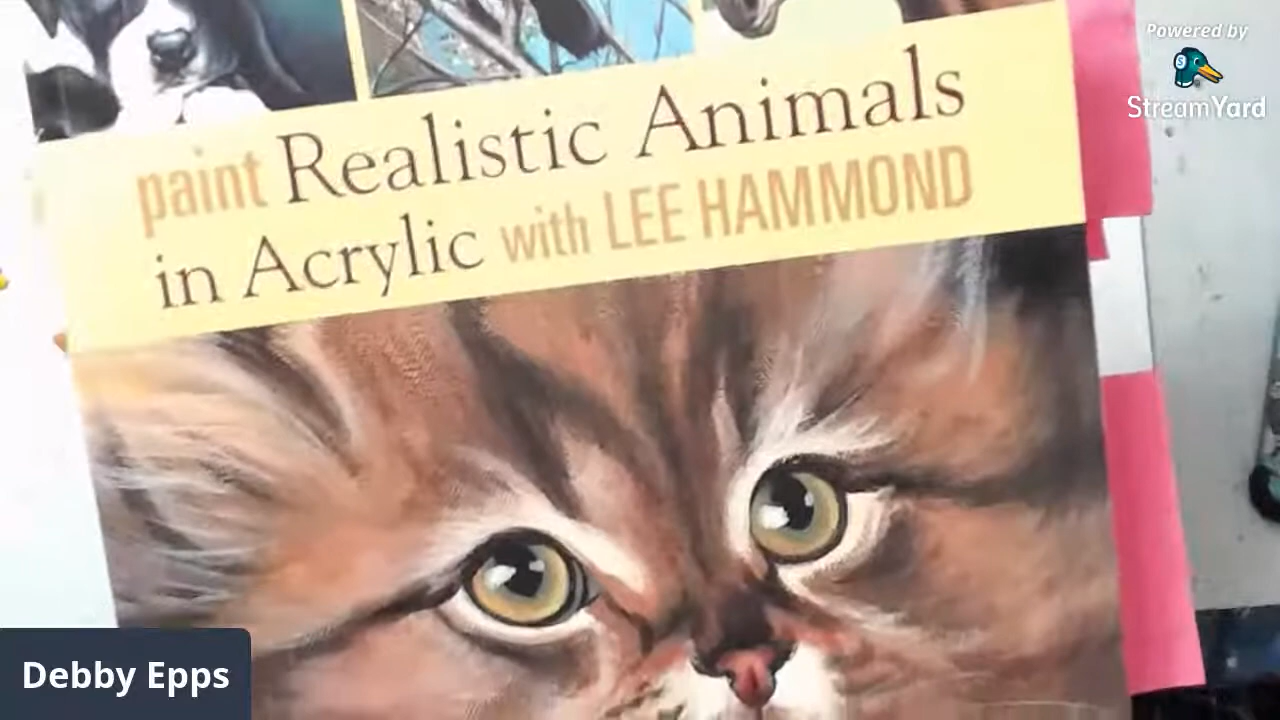 Powered by
StreamYard
paint Realistic Animals
in Acrylic with LEE HAMMOND
Debby Epps